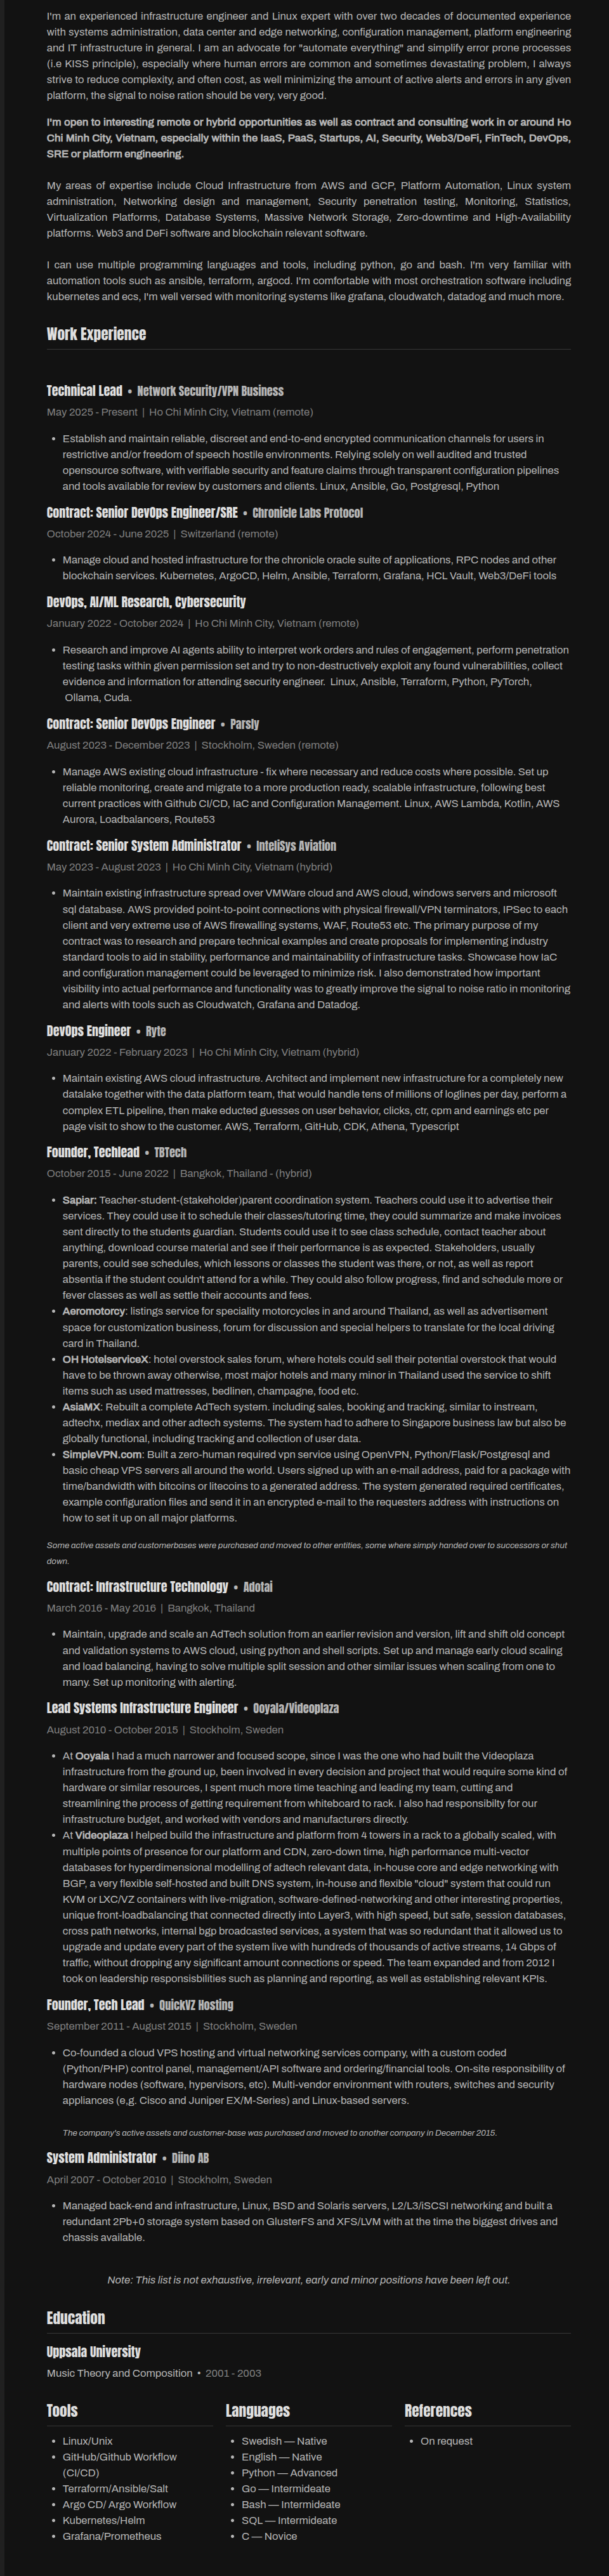 I'm an experienced infrastructure engineer and Linux expert with over two decades of documented experience
with systems administration, data center and edge networking, configuration management, platform engineering
and IT infrastructure in general. I am an advocate for "automate everything" and simplify error prone processes
(i.e KISS principle), especially where human errors are common and sometimes devastating problem, I always
strive to reduce complexity, and often cost, as well minimizing the amount of active alerts and errors in any given
platform, the signal to noise ration should be very, very good.
I'm open to interesting remote or hybrid opportunities as well as contract and consulting work in or around Ho
Chi Minh City, Vietnam, especially within the IaaS, PaaS, Startups, AI, Security, Web3/DeFi, FinTech, DevOps,
SRE or platform engineering.
My areas of expertise include Cloud Infrastructure from AWS and GCP, Platform Automation, Linux system
administration, Networking design and management, Security penetration testing, Monitoring, Statistics,
Virtualization Platforms, Database Systems, Massive Network Storage, Zero-downtime and High-Availability
platforms. Web3 and DeFi software and blockchain relevant software.
I can use multiple programming languages and tools, including python, go and bash. I'm very familiar with
automation tools such as ansible, terraform, argocd. I'm comfortable with most orchestration software including
kubernetes and ecs, I'm well versed with monitoring systems like grafana, cloudwatch, datadog and much more.
Work Experience
Technical Lead • Network Security/VPN Business
May 2025 - Present | Ho Chi Minh City, Vietnam (remote)
• Establish and maintain reliable, discreet and end-to-end encrypted communication channels for users in
restrictive and/or freedom of speech hostile environments. Relying solely on well audited and trusted
opensource software, with verifiable security and feature claims through transparent configuration pipelines
and tools available for review by customers and clients. Linux, Ansible, Go, Postgresql, Python
Contract: Senior DevOps Engineer/SRE • Chronicle Labs Protocol
October 2024 - June 2025 | Switzerland (remote)
• Manage cloud and hosted infrastructure for the chronicle oracle suite of applications, RPC nodes and other
blockchain services. Kubernetes, ArgoCD, Helm, Ansible, Terraform, Grafana, HCL Vault, Web3/DeFi tools
DevOps, AI/ML Research, Cybersecurity
January 2022 - October 2024 | Ho Chi Minh City, Vietnam (remote)
• Research and improve AI agents ability to interpret work orders and rules of engagement, perform penetration
testing tasks within given permission set and try to non-destructively exploit any found vulnerabilities, collect
evidence and information for attending security engineer. Linux, Ansible, Terraform, Python, PyTorch,
Ollama, Cuda.
Contract: Senior DevOps Engineer • Parsly
August 2023 - December 2023 | Stockholm, Sweden (remote)
• Manage AWS existing cloud infrastructure - fix where necessary and reduce costs where possible. Set up
reliable monitoring, create and migrate to a more production ready, scalable infrastructure, following best
current practices with Github CI/CD, IaC and Configuration Management. Linux, AWS Lambda, Kotlin, AWS
Aurora, Loadbalancers, Route53
Contract: Senior System Administrator • InteliSys Aviation
May 2023 - August 2023 | Ho Chi Minh City, Vietnam (hybrid)
• Maintain existing infrastructure spread over VMWare cloud and AWS cloud, windows servers and microsoft
sql database. AWS provided point-to-point connections with physical firewall/VPN terminators, IPSec to each
client and very extreme use of AWS firewalling systems, WAF, Route53 etc. The primary purpose of my
contract was to research and prepare technical examples and create proposals for implementing industry
standard tools to aid in stability, performance and maintainability of infrastructure tasks. Showcase how IaC
and configuration management could be leveraged to minimize risk. I also demonstrated how important
visibility into actual performance and functionality was to greatly improve the signal to noise ratio in monitoring
and alerts with tools such as Cloudwatch, Grafana and Datadog.
DevOps Engineer • Ryte
January 2022 - February 2023 | Ho Chi Minh City, Vietnam (hybrid)
• Maintain existing AWS cloud infrastructure. Architect and implement new infrastructure for a completely new
datalake together with the data platform team, that would handle tens of millions of loglines per day, perform a
complex ETL pipeline, then make educted guesses on user behavior, clicks, ctr, cpm and earnings etc per
page visit to show to the customer. AWS, Terraform, GitHub, CDK, Athena, Typescript
Founder, Techlead • TBTech
October 2015 - June 2022 | Bangkok, Thailand - (hybrid)
• Sapiar: Teacher-student-(stakeholder)parent coordination system. Teachers could use it to advertise their
services. They could use it to schedule their classes/tutoring time, they could summarize and make invoices
sent directly to the students guardian. Students could use it to see class schedule, contact teacher about
anything, download course material and see if their performance is as expected. Stakeholders, usually
parents, could see schedules, which lessons or classes the student was there, or not, as well as report
absentia if the student couldn't attend for a while. They could also follow progress, find and schedule more or
fever classes as well as settle their accounts and fees.
• Aeromotorcy: listings service for speciality motorcycles in and around Thailand, as well as advertisement
space for customization business, forum for discussion and special helpers to translate for the local driving
card in Thailand.
• OH HotelserviceX: hotel overstock sales forum, where hotels could sell their potential overstock that would
have to be thrown away otherwise, most major hotels and many minor in Thailand used the service to shift
items such as used mattresses, bedlinen, champagne, food etc.
• AsiaMX: Rebuilt a complete AdTech system. including sales, booking and tracking, similar to instream,
adtechx, mediax and other adtech systems. The system had to adhere to Singapore business law but also be
globally functional, including tracking and collection of user data.
• SimpleVPN.com: Built a zero-human required vpn service using OpenVPN, Python/Flask/Postgresql and
basic cheap VPS servers all around the world. Users signed up with an e-mail address, paid for a package with
time/bandwidth with bitcoins or litecoins to a generated address. The system generated required certificates,
example configuration files and send it in an encrypted e-mail to the requesters address with instructions on
how to set it up on all major platforms.
Some active assets and customerbases were purchased and moved to other entities, some where simply handed over to successors or shut
down.
Contract: Infrastructure Technology • Adotai
March 2016 - May 2016 | Bangkok, Thailand
• Maintain, upgrade and scale an AdTech solution from an earlier revision and version, lift and shift old concept
and validation systems to AWS cloud, using python and shell scripts. Set up and manage early cloud scaling
and load balancing, having to solve multiple split session and other similar issues when scaling from one to
many. Set up monitoring with alerting.
Lead Systems Infrastructure Engineer • Ooyala/Videoplaza
August 2010 - October 2015 | Stockholm, Sweden
• At Ooyala I had a much narrower and focused scope, since I was the one who had built the Videoplaza
infrastructure from the ground up, been involved in every decision and project that would require some kind of
hardware or similar resources, I spent much more time teaching and leading my team, cutting and
streamlining the process of getting requirement from whiteboard to rack. I also had responsibilty for our
infrastructure budget, and worked with vendors and manufacturers directly.
• At Videoplaza I helped build the infrastructure and platform from 4 towers in a rack to a globally scaled, with
multiple points of presence for our platform and CDN, zero-down time, high performance multi-vector
databases for hyperdimensional modelling of adtech relevant data, in-house core and edge networking with
BGP, a very flexible self-hosted and built DNS system, in-house and flexible "cloud" system that could run
KVM or LXC/VZ containers with live-migration, software-defined-networking and other interesting properties,
unique front-loadbalancing that connected directly into Layer3, with high speed, but safe, session databases,
cross path networks, internal bgp broadcasted services, a system that was so redundant that it allowed us to
upgrade and update every part of the system live with hundreds of thousands of active streams, 14 Gbps of
traffic, without dropping any significant amount connections or speed. The team expanded and from 2012 I
took on leadership responsisbilities such as planning and reporting, as well as establishing relevant KPIs.
Founder, Tech Lead • QuickVZ Hosting
September 2011 - August 2015 | Stockholm, Sweden
• Co-founded a cloud VPS hosting and virtual networking services company, with a custom coded
(Python/PHP) control panel, management/API software and ordering/financial tools. On-site responsibility of
hardware nodes (software, hypervisors, etc). Multi-vendor environment with routers, switches and security
appliances (e,g. Cisco and Juniper EX/M-Series) and Linux-based servers.
The company's active assets and customer-base was purchased and moved to another company in December 2015.
System Administrator • Diino AB
April 2007 - October 2010 | Stockholm, Sweden
• Managed back-end and infrastructure, Linux, BSD and Solaris servers, L2/L3/iSCSI networking and built a
redundant 2Pb+0 storage system based on GlusterFS and XFS/LVM with at the time the biggest drives and
chassis available.
Note: This list is not exhaustive, irrelevant, early and minor positions have been left out.
Education
Uppsala University
Music Theory and Composition • 2001 - 2003
Tools
• Linux/Unix
• GitHub/Github Workflow
(CI/CD)
• Terraform/Ansible/Salt
• Argo CD/ Argo Workflow
• Kubernetes/Helm
• Grafana/Prometheus
Languages
• Swedish — Native
• English — Native
• Python — Advanced
• Go — Intermideate
• Bash — Intermideate
• SQL — Intermideate
• C — Novice
References
• On request